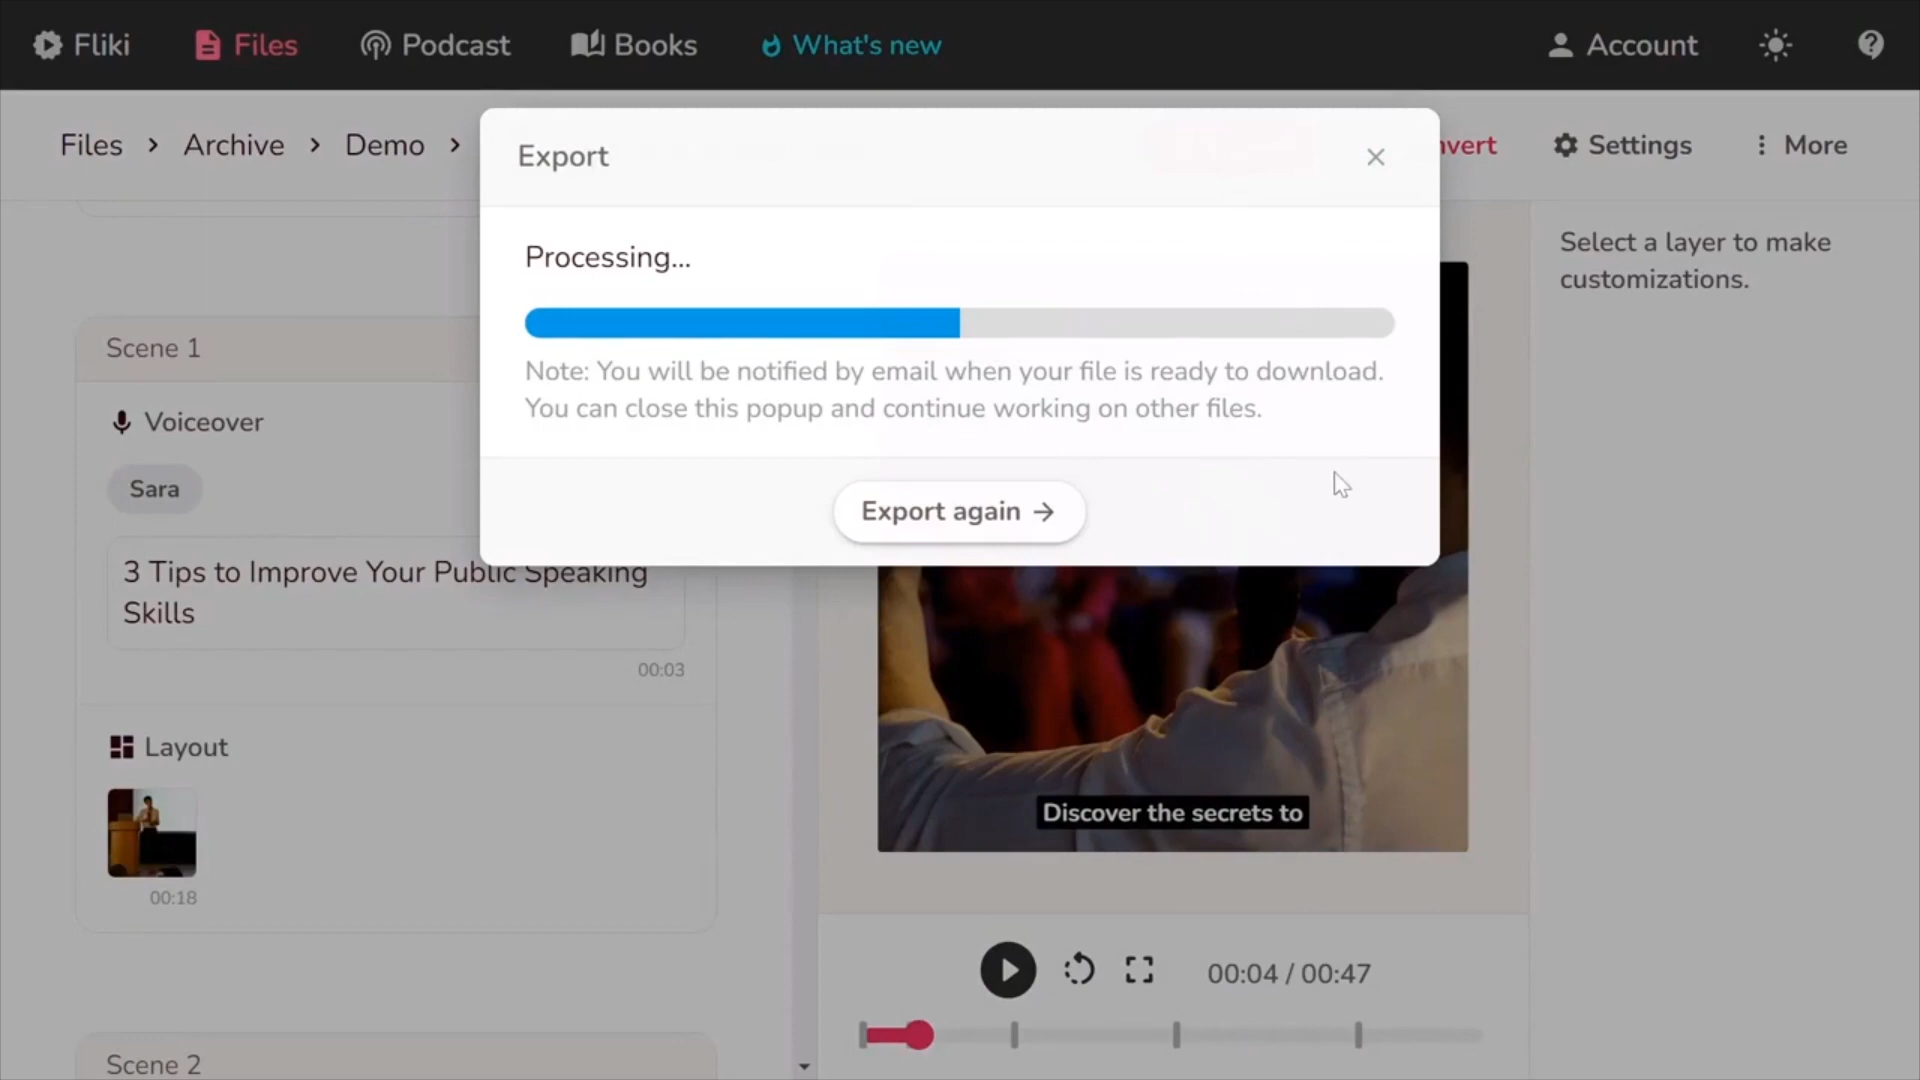 Fliki
Files
Podcast
Books
What's new
Account
Files
Archive
Demo
nvert
Settings
More
Export
Processing...
Note: You will be notified by email when your file is ready to download.
You can close this popup and continue working on other files.
Export again
Select a layer to make
customizations.
Scene 1
Voiceover
Sara
3 Tips to Improve Your Public Speaking
Skills
00:03
Layout
00:18
Scene 2
Discover the secrets to
00:04 / 00:47